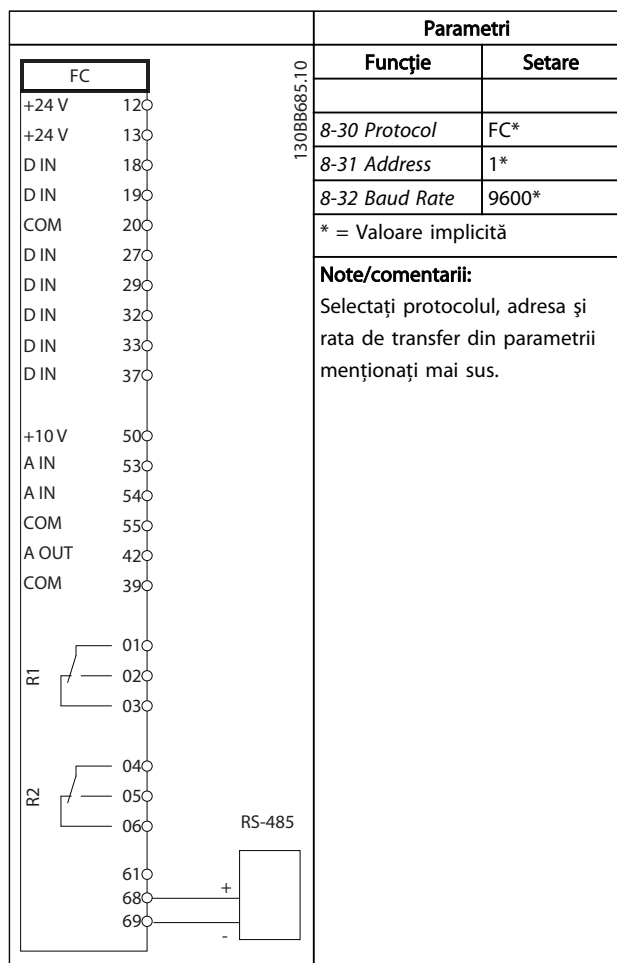 Parametri
Funcție Setare
8-30 Protocol FC*
8-31 Address 1*
8-32 Baud Rate 9600*
* = Valoare implicită
Note/comentarii:
Selectați protocolul, adresa şi
rata de transfer din parametrii
menționați mai sus.
130BB685.10
FC
+24 V 12
+24 V 13
D IN 18
D IN 19
COM 20
D IN 27
D IN 29
D IN 32
D IN 33
D IN 37
+10 V 50
A IN 53
A IN 54
COM 55
A OUT 42
COM 39
R1
01
02
03
R2
04
05
06
RS-485
61
68 +
69 -